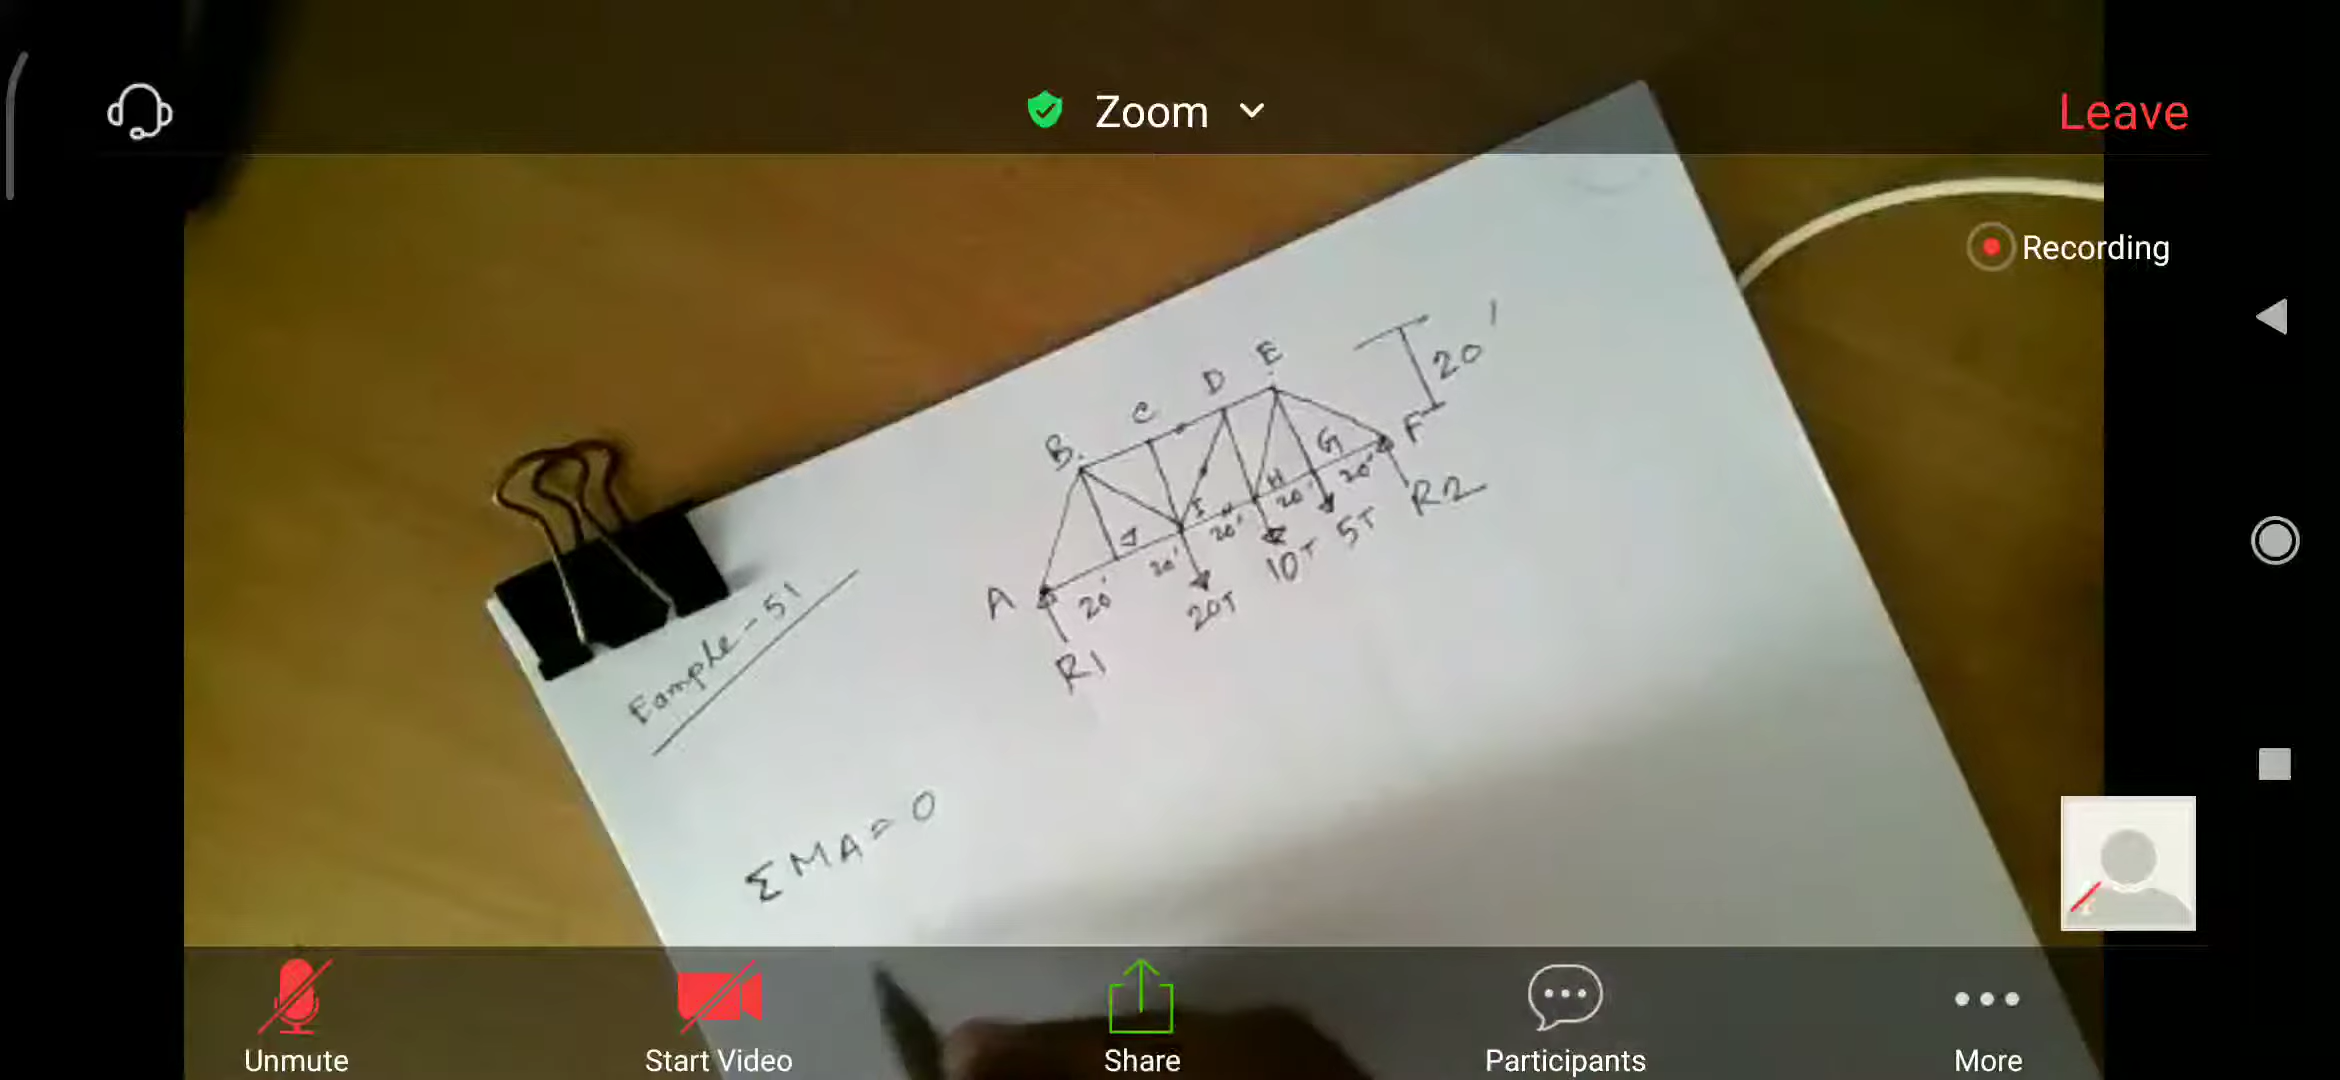 Zoom
Leave
Recording
20'
B C D E
G F
J I H
A
20' 20' 20' 20' 20'
R1 20T 10T 5T R2
Eomple-51
ΣMA=0
Unmute
Start Video
Share
Participants
More